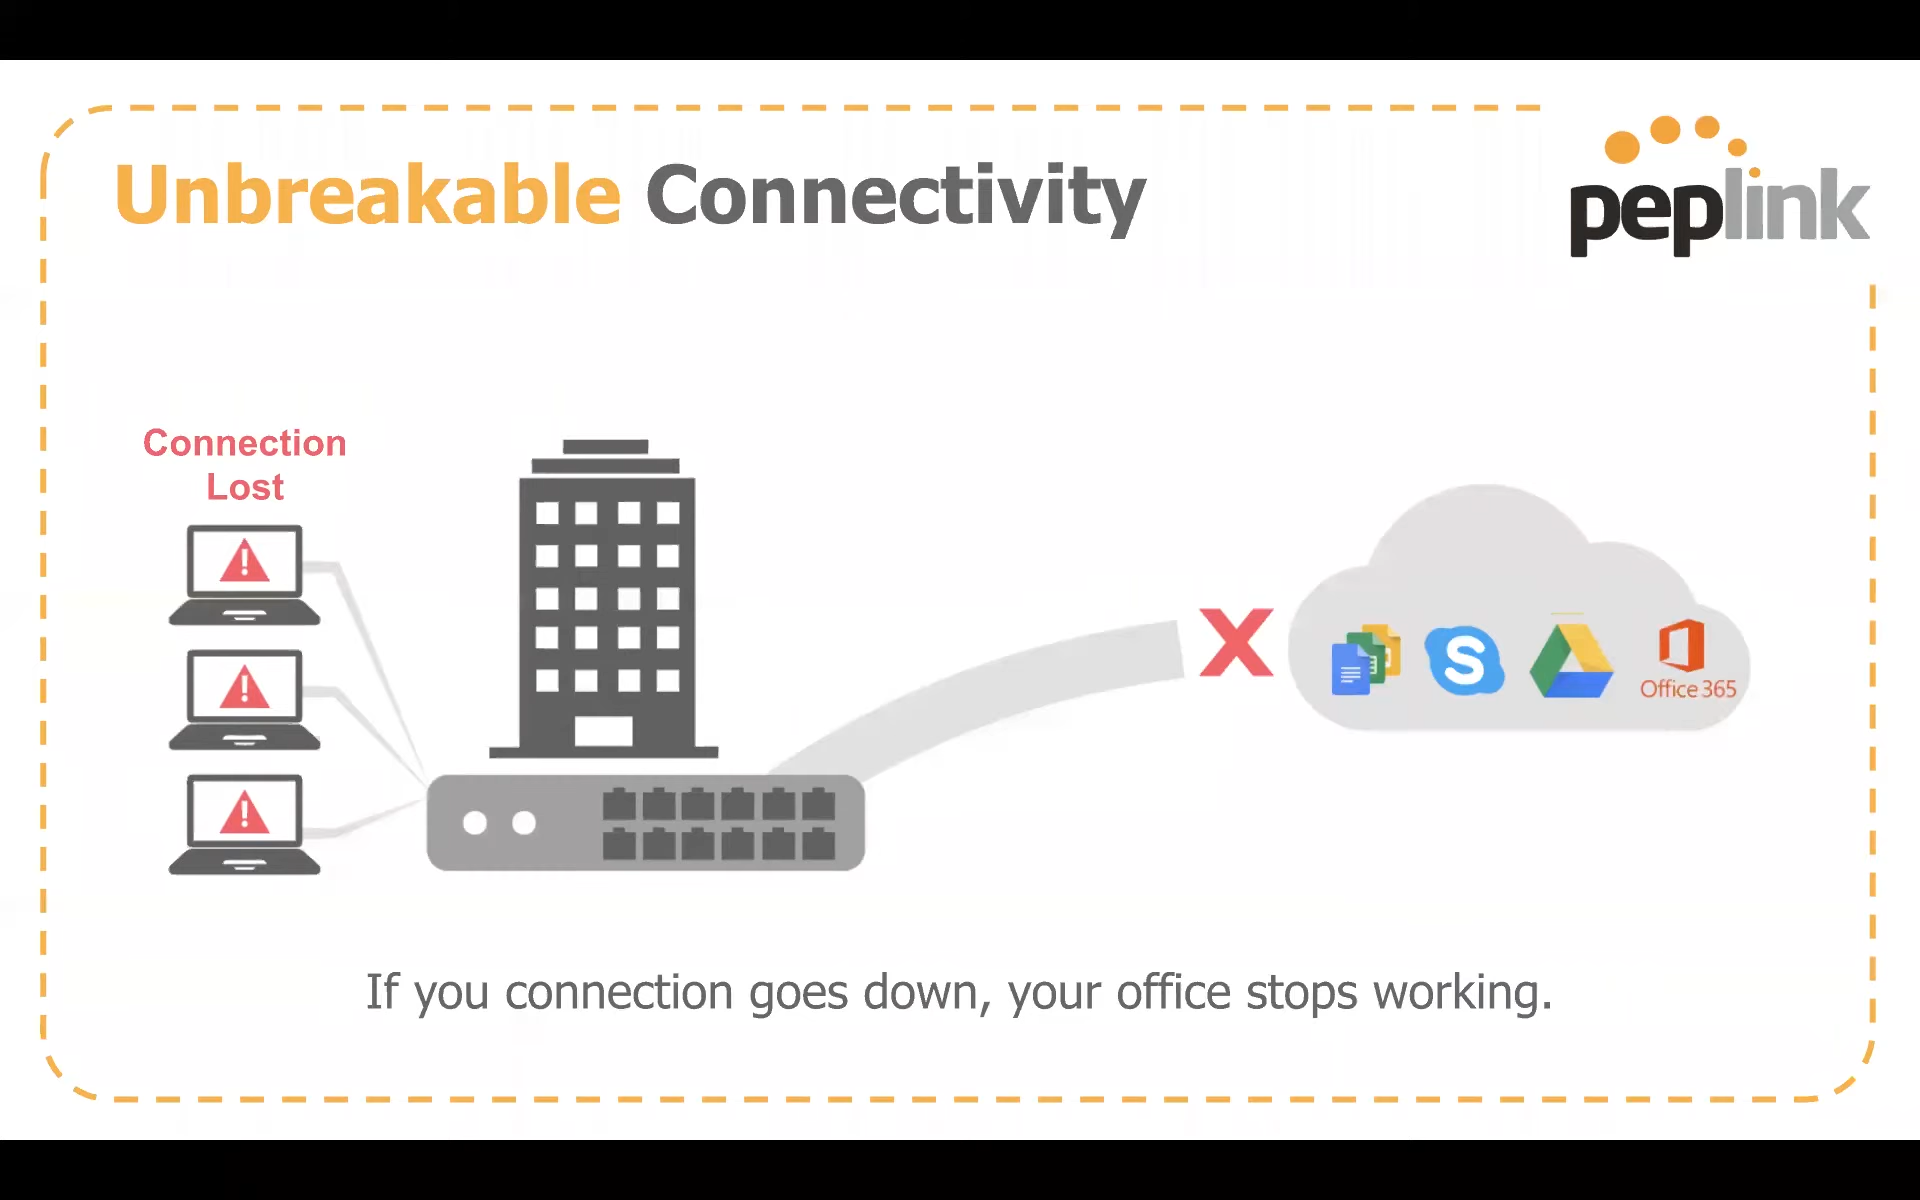 Unbreakable Connectivity
peplink
Connection
Lost
S
Office 365
If you connection goes down, your office stops working.